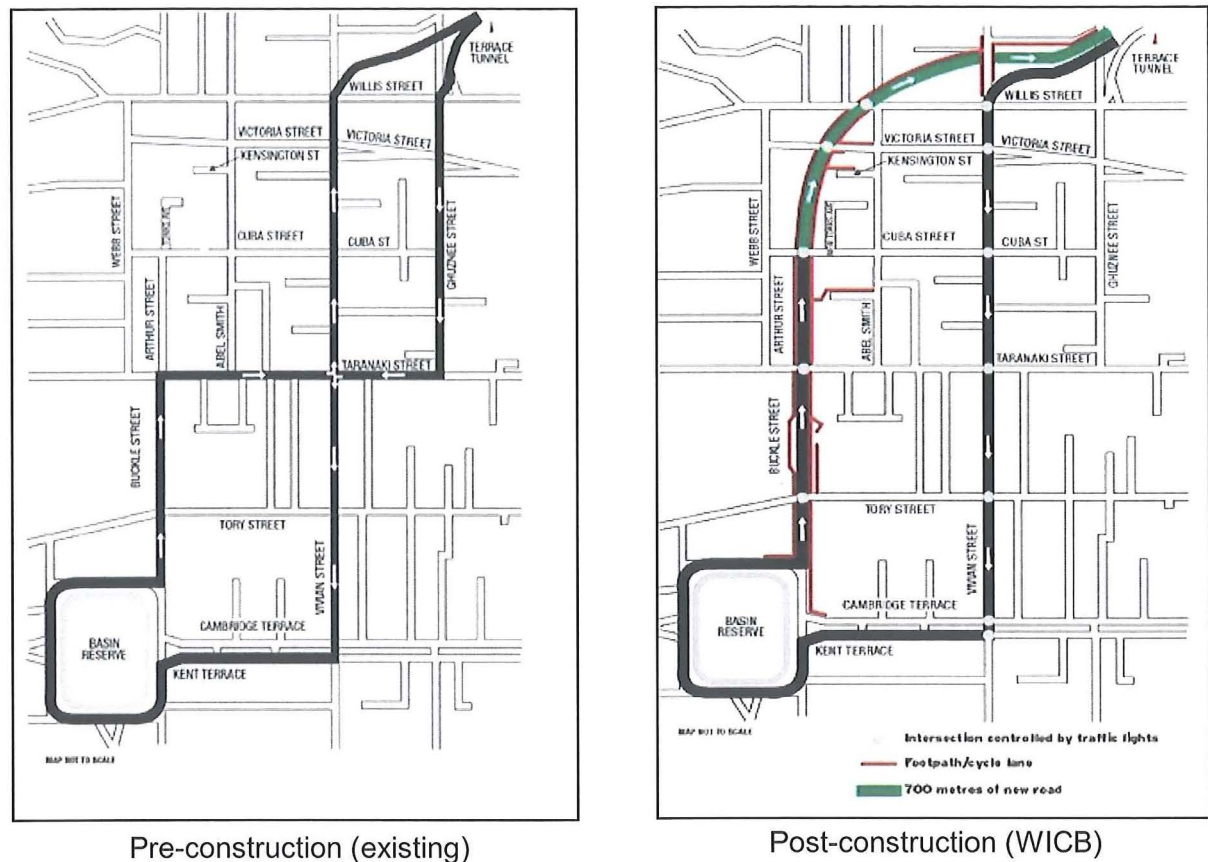 TERRACE
TUNNEL
WILLIS STREET
VICTORIA STREET
VICTORIA STREET
KENSINGTON ST
WEBB STREET
CUBA STREET
CUBA ST
GHUZNEE STREET
ARTHUR STREET
ABEL SMITH
TARANAKI STREET
BUCKLE STREET
TORY STREET
VIVIAN STREET
CAMBRIDGE TERRACE
BASIN
RESERVE
KENT TERRACE
MAP NOT TO SCALE
Pre-construction (existing)
TERRACE
TUNNEL
WILLIS STREET
VICTORIA STREET
VICTORIA STREET
KENSINGTON ST
WEBB STREET
CUBA STREET
CUBA ST
GHUZNEE STREET
ARTHUR STREET
ABEL SMITH
TARANAKI STREET
BUCKLE STREET
TORY STREET
VIVIAN STREET
CAMBRIDGE TERRACE
BASIN
RESERVE
KENT TERRACE
MAP NOT TO SCALE
Intersection controlled by traffic lights
Footpath/cycle lane
700 metres of new road
Post-construction (WICB)